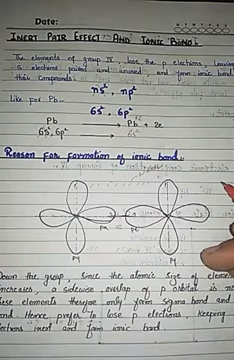 Date:
INERT PAIR EFFECT AND IONIC BOND:
The elements of group IV, lose the p electrons, leaving
s electrons paired and unused, and form ionic bond
their compounds.
ns², np²
Like for Pb.
6s², 6p²
Pb → Pb⁺² + 2e
6s², 6p² → 6s²
Reason for formation of ionic bond:
Down the group, since the atomic size of element
increases, a sidewise overlap of p orbital is not
these elements therefore only form sigma bond and
bond. Hence prefer to lose p electrons, keeping
electrons inert and form ionic bond.